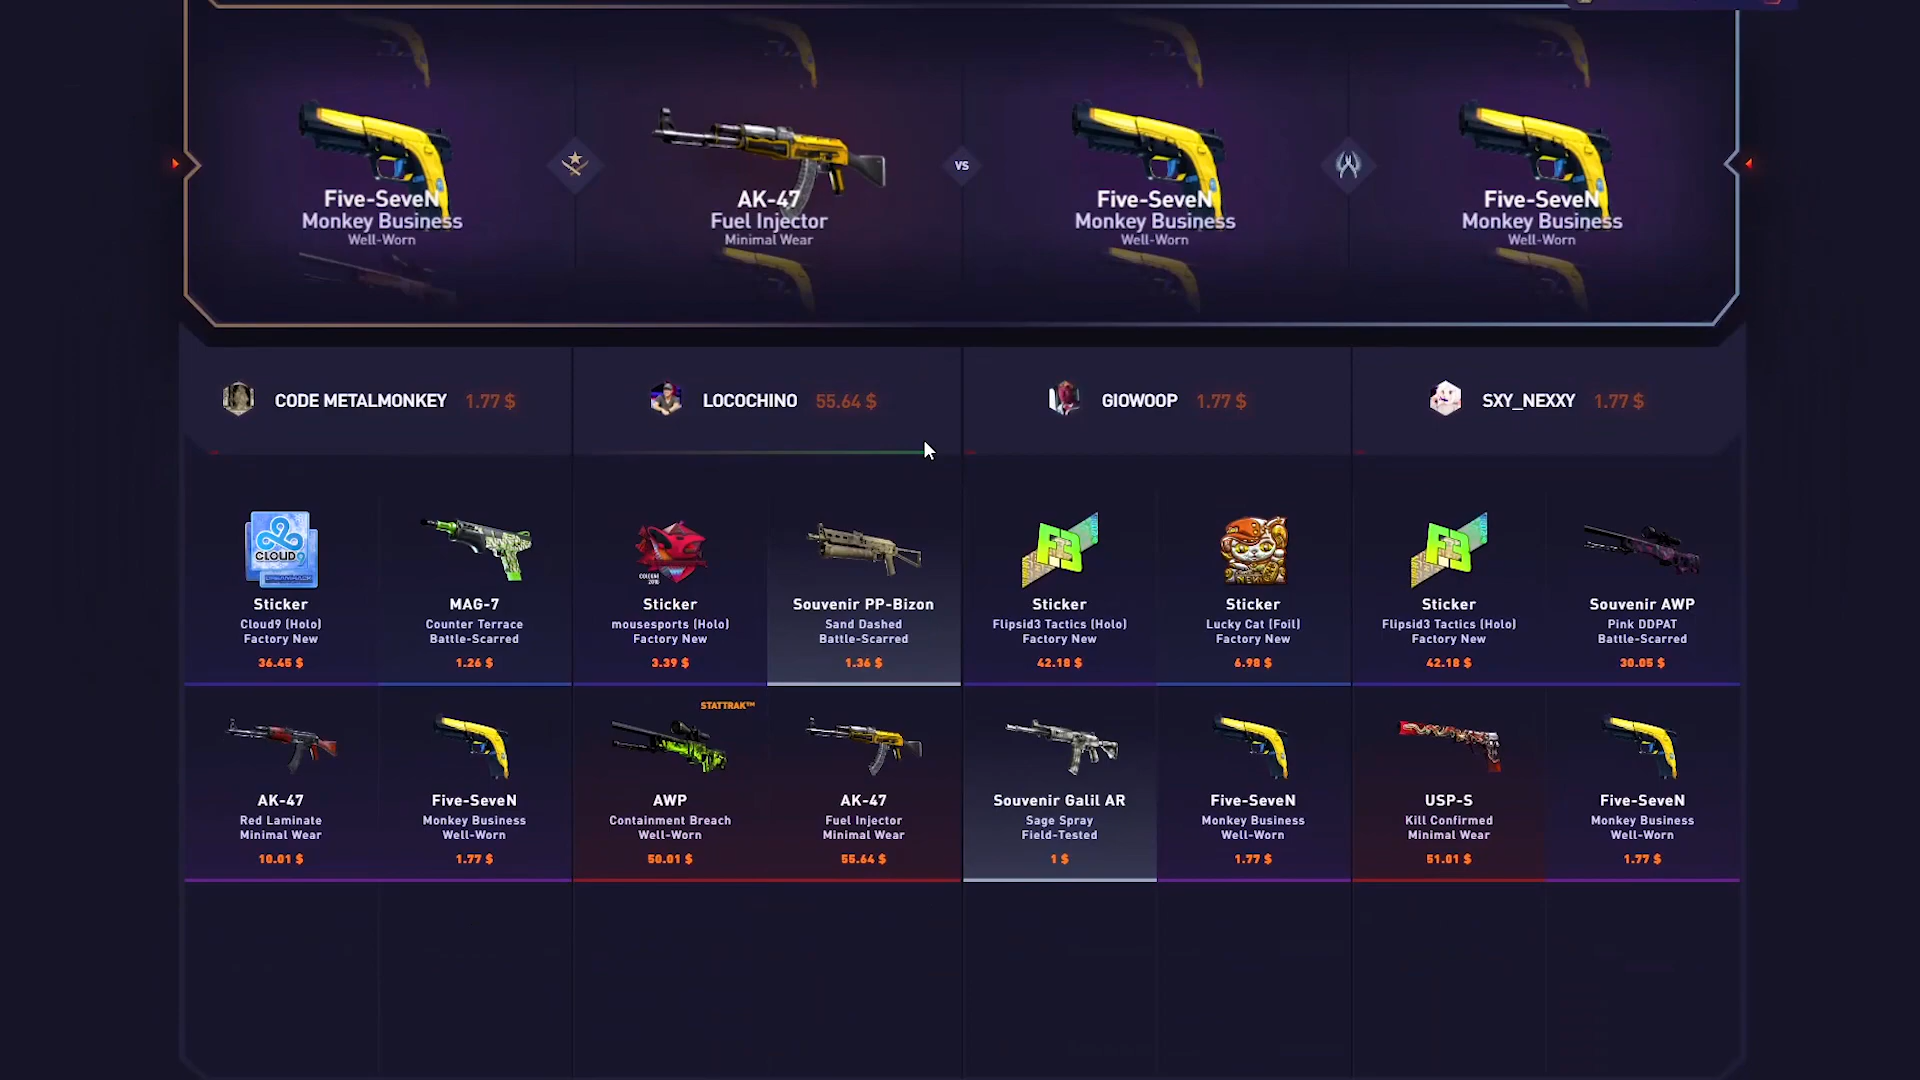 Five-SeveN
Monkey Business
Well-Worn
AK-47
Fuel Injector
Minimal Wear
VS
Five-SeveN
Monkey Business
Well-Worn
Five-SeveN
Monkey Business
Well-Worn
CODE METALMONKEY 1.77 $
LOCOCHINO 55.64 $
GIOWOOP 1.77 $
SXY_NEXXY 1.77 $
CLOUD9
Sticker
Cloud9 (Holo)
Factory New
36.45 $
MAG-7
Counter Terrace
Battle-Scarred
1.26 $
COLOGNE
2016
Sticker
mousesports (Holo)
Factory New
3.39 $
Souvenir PP-Bizon
Sand Dashed
Battle-Scarred
1.36 $
F3
Sticker
Flipsid3 Tactics (Holo)
Factory New
42.18 $
Sticker
Lucky Cat (Foil)
Factory New
6.98 $
F3
Sticker
Flipsid3 Tactics (Holo)
Factory New
42.18 $
Souvenir AWP
Pink DDPAT
Battle-Scarred
30.05 $
AK-47
Red Laminate
Minimal Wear
10.01 $
Five-SeveN
Monkey Business
Well-Worn
1.77 $
STATTRAK™
AWP
Containment Breach
Well-Worn
50.01 $
AK-47
Fuel Injector
Minimal Wear
55.64 $
Souvenir Galil AR
Sage Spray
Field-Tested
1 $
Five-SeveN
Monkey Business
Well-Worn
1.77 $
USP-S
Kill Confirmed
Minimal Wear
51.01 $
Five-SeveN
Monkey Business
Well-Worn
1.77 $